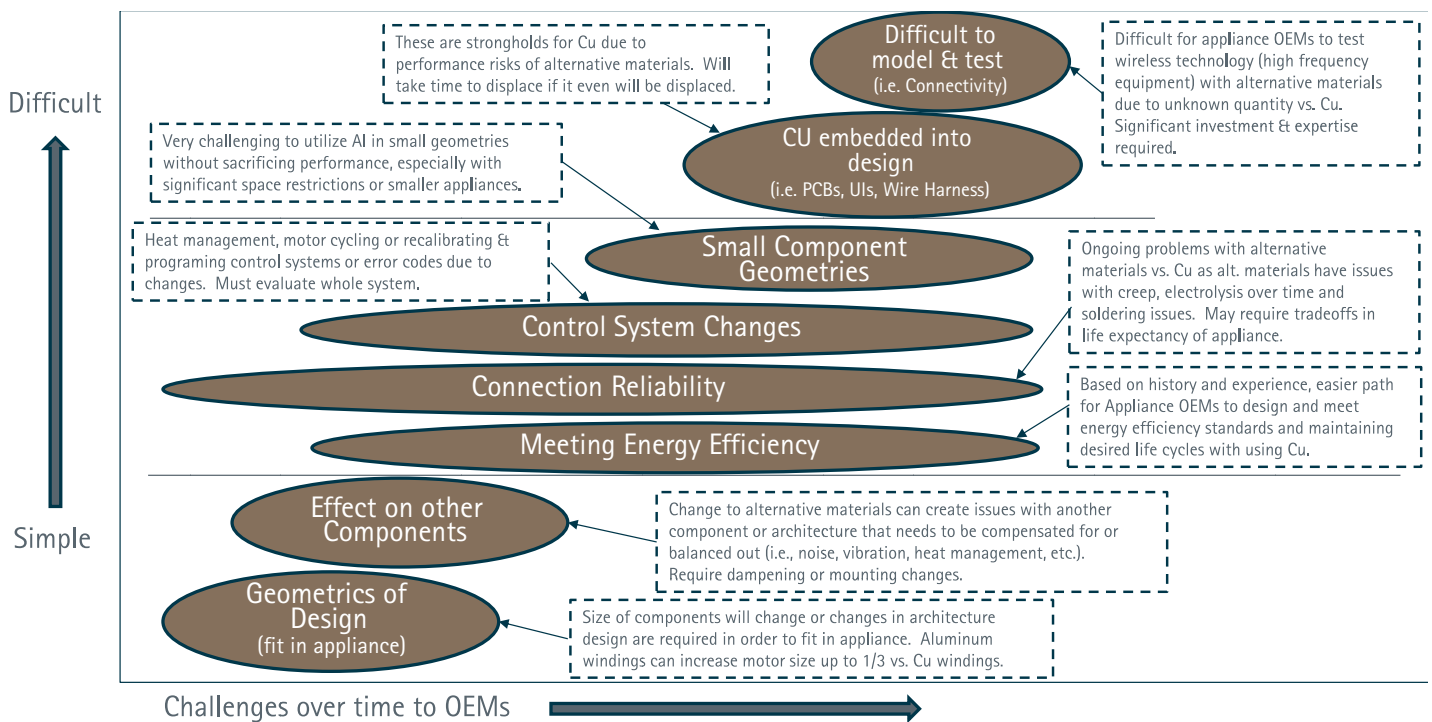 Difficult to
model & test
(i.e. Connectivity)
These are strongholds for Cu due to
performance risks of alternative materials.  Will
take time to displace if it even will be displaced.
Difficult for appliance OEMs to test
wireless technology (high frequency
equipment) with alternative materials
due to unknown quantity vs. Cu.
Significant investment & expertise
required.
Difficult
CU embedded into
design
(i.e. PCBs, UIs, Wire Harness)
Very challenging to utilize Al in small geometries
without sacrificing performance, especially with
significant space restrictions or smaller appliances.
Small Component
Geometries
Heat management, motor cycling or recalibrating &
programing control systems or error codes due to
changes.  Must evaluate whole system.
Ongoing problems with alternative
materials vs. Cu as alt. materials have issues
with creep, electrolysis over time and
soldering issues.  May require tradeoffs in
life expectancy of appliance.
Control System Changes
Connection Reliability
Based on history and experience, easier path
for Appliance OEMs to design and meet
energy efficiency standards and maintaining
desired life cycles with using Cu.
Meeting Energy Efficiency
Effect on other
Components
Change to alternative materials can create issues with another
component or architecture that needs to be compensated for or
balanced out (i.e., noise, vibration, heat management, etc.).
Require dampening or mounting changes.
Simple
Geometrics of
Design
(fit in appliance)
Size of components will change or changes in architecture
design are required in order to fit in appliance.  Aluminum
windings can increase motor size up to 1/3 vs. Cu windings.
Challenges over time to OEMs